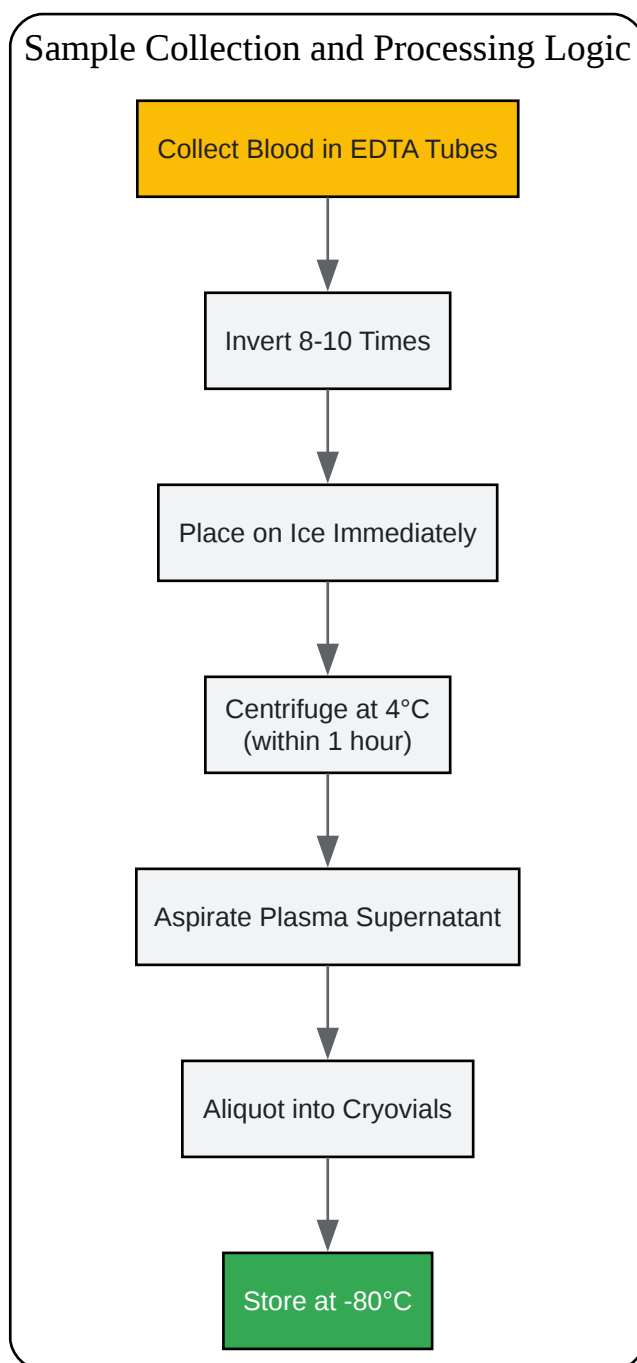 Sample Collection and Processing Logic
Collect Blood in EDTA Tubes
Invert 8-10 Times
Place on Ice Immediately
Centrifuge at 4°C
(within 1 hour)
Aspirate Plasma Supernatant
Aliquot into Cryovials
Store at -80°C